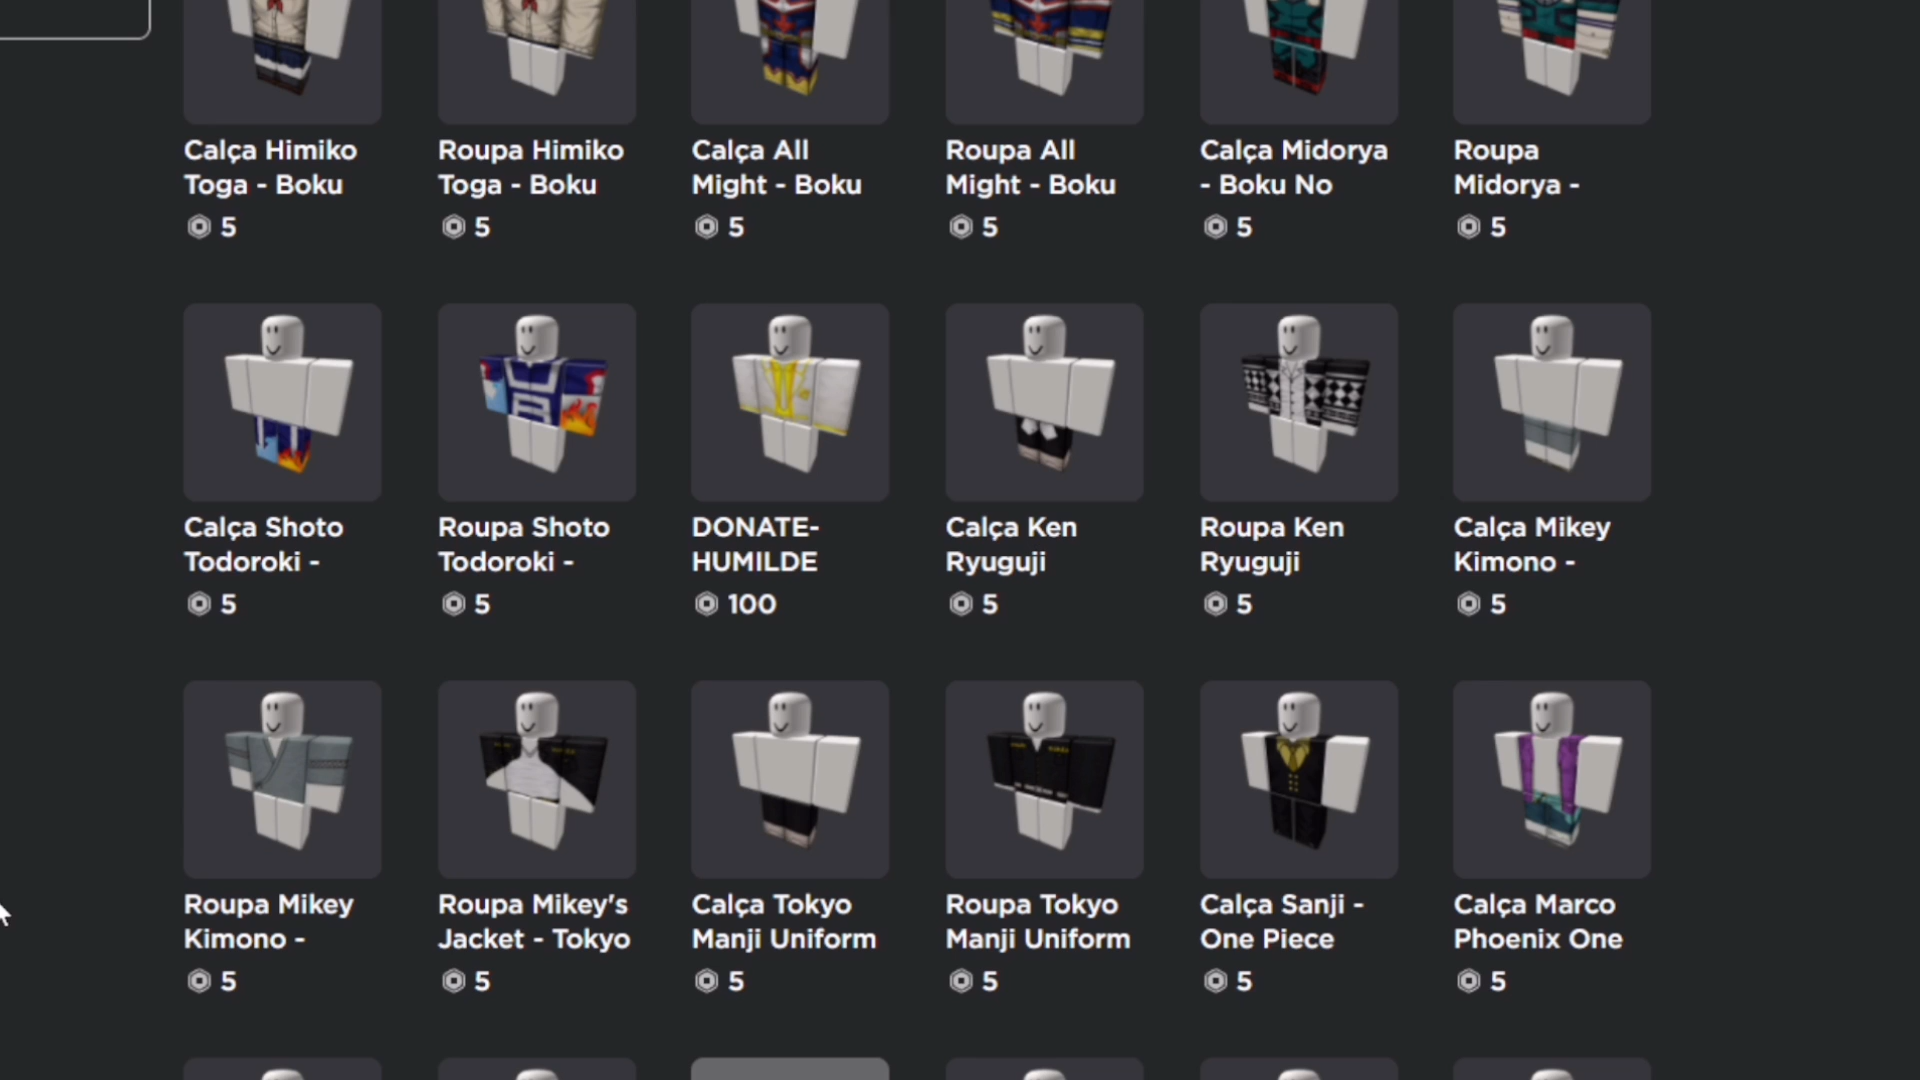 Calça Himiko
Toga - Boku
5
Roupa Himiko
Toga - Boku
5
Calça All
Might - Boku
5
Roupa All
Might - Boku
5
Calça Midorya
- Boku No
5
Roupa
Midorya -
5
Calça Shoto
Todoroki -
5
Roupa Shoto
Todoroki -
5
DONATE-
HUMILDE
100
Calça Ken
Ryuguji
5
Roupa Ken
Ryuguji
5
Calça Mikey
Kimono -
5
Roupa Mikey
Kimono -
5
Roupa Mikey's
Jacket - Tokyo
5
Calça Tokyo
Manji Uniform
5
Roupa Tokyo
Manji Uniform
5
Calça Sanji -
One Piece
5
Calça Marco
Phoenix One
5